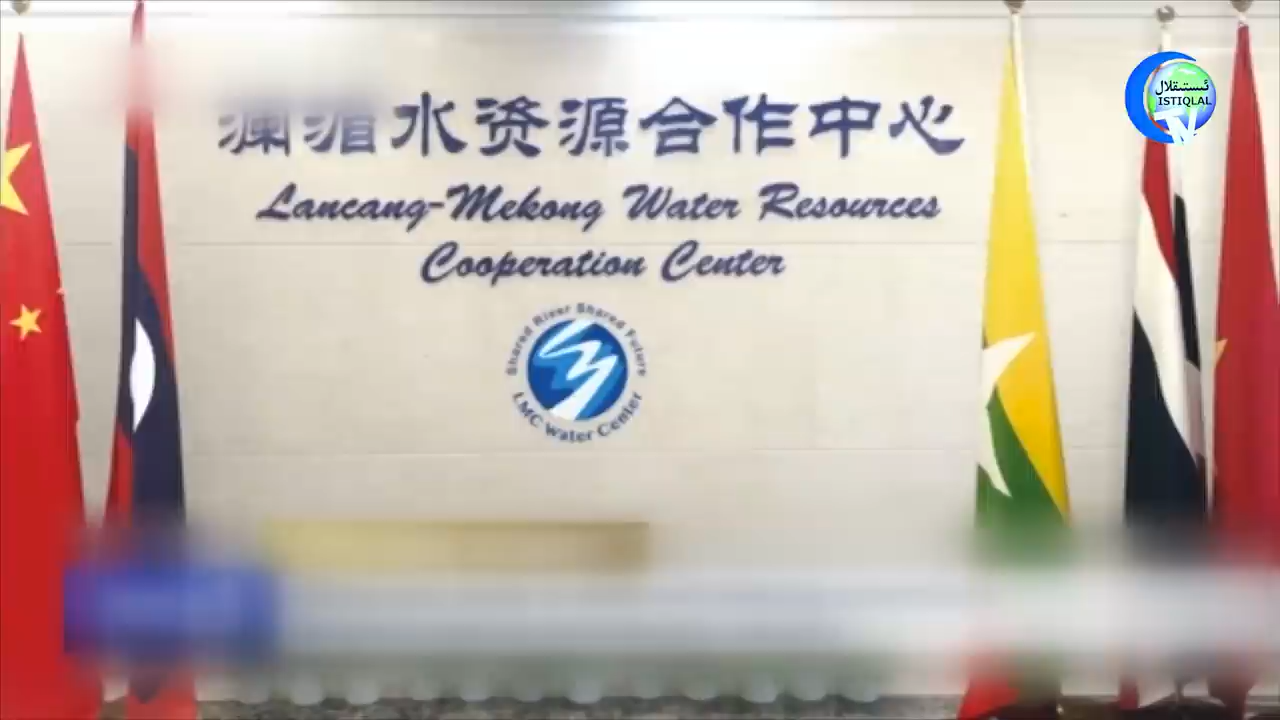 澜湄水资源合作中心
Lancang-Mekong Water Resources
Cooperation Center
Shared River Shared Future
LMC Water Center
ئىستىقلال
ISTIQLAL
TV